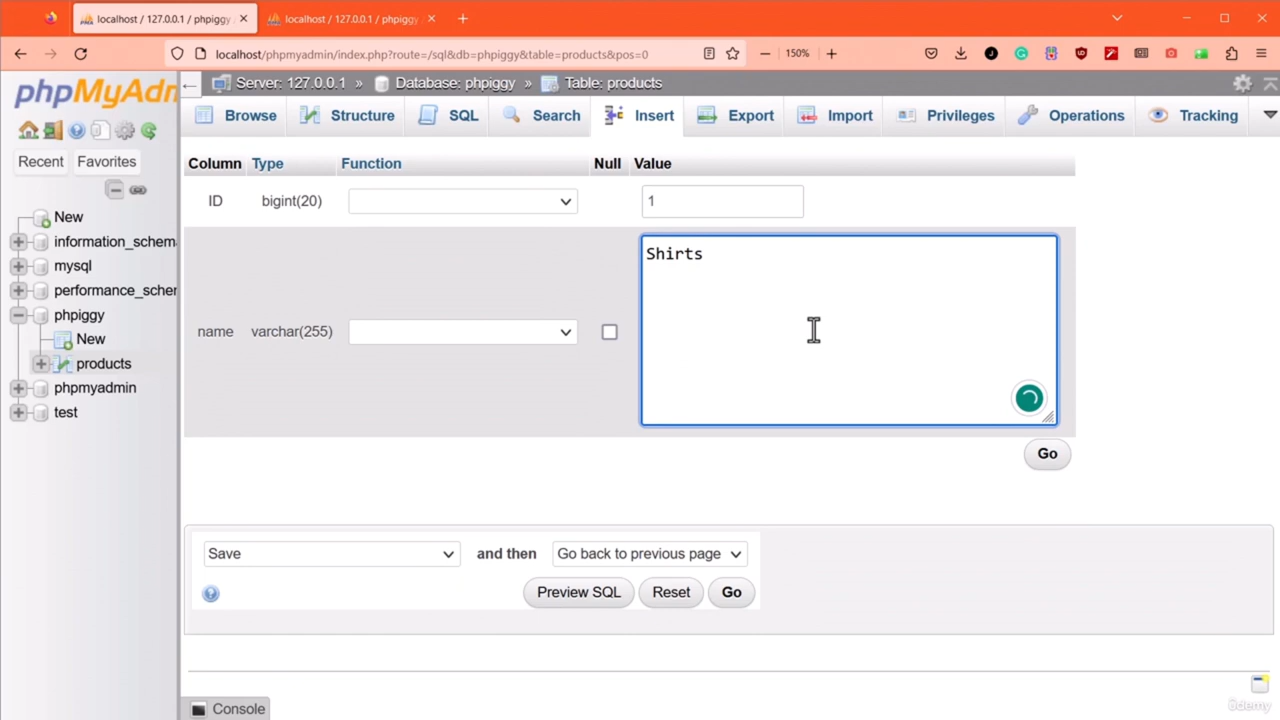 localhost / 127.0.0.1 / phpiggy
localhost / 127.0.0.1 / phpiggy
localhost/phpmyadmin/index.php?route=/sql&db=phpiggy&table=products&pos=0
150%
phpMyAdm
Server: 127.0.0.1 » Database: phpiggy » Table: products
Browse Structure SQL Search Insert Export Import Privileges Operations Tracking
Recent Favorites
New
information_schem
mysql
performance_scher
phpiggy
New
products
phpmyadmin
test
Column Type Function Null Value
ID bigint(20) 1
name varchar(255) Shirts
Go
Save and then Go back to previous page
Preview SQL Reset Go
Console
ûdemy